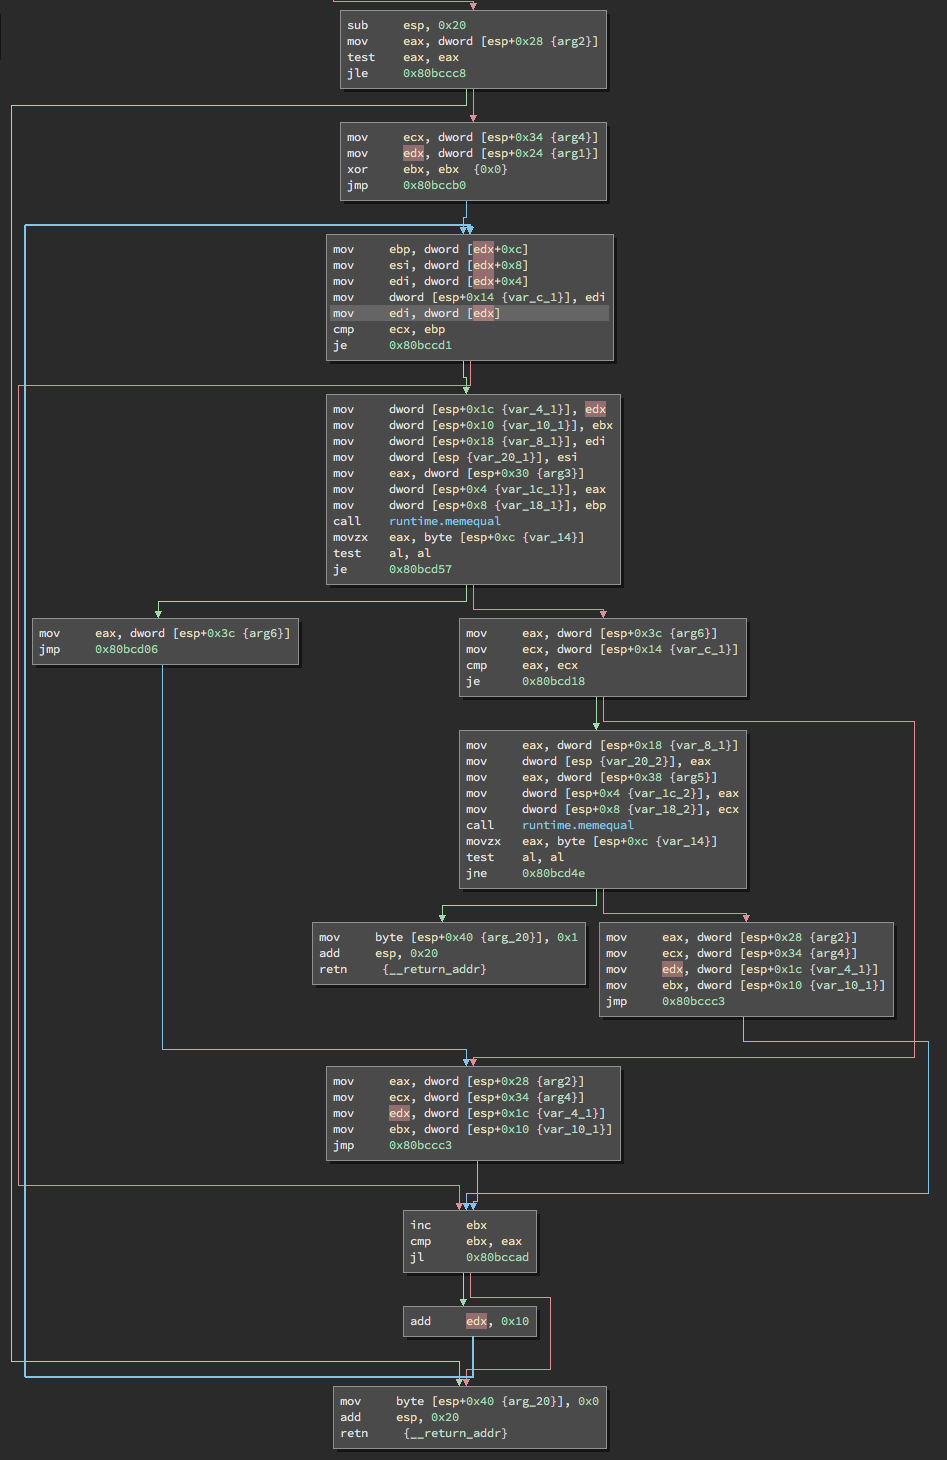 sub esp, 0x20
mov eax, dword [esp+0x28 {arg2}]
test eax, eax
jle 0x80bccc8
mov ecx, dword [esp+0x34 {arg4}]
mov edx, dword [esp+0x24 {arg1}]
xor ebx, ebx {0x0}
jmp 0x80bccb0
mov ebp, dword [edx+0xc]
mov esi, dword [edx+0x8]
mov edi, dword [edx+0x4]
mov dword [esp+0x14 {var_c_1}], edi
mov edi, dword [edx]
cmp ecx, ebp
je 0x80bccd1
mov dword [esp+0x1c {var_4_1}], edx
mov dword [esp+0x10 {var_10_1}], ebx
mov dword [esp+0x18 {var_8_1}], edi
mov dword [esp {var_20_1}], esi
mov eax, dword [esp+0x30 {arg3}]
mov dword [esp+0x4 {var_1c_1}], eax
mov dword [esp+0x8 {var_18_1}], ebp
call runtime.memequal
movzx eax, byte [esp+0xc {var_14}]
test al, al
je 0x80bcd57
mov eax, dword [esp+0x3c {arg6}]
jmp 0x80bcd06
mov eax, dword [esp+0x3c {arg6}]
mov ecx, dword [esp+0x14 {var_c_1}]
cmp eax, ecx
je 0x80bcd18
mov eax, dword [esp+0x18 {var_8_1}]
mov dword [esp {var_20_2}], eax
mov eax, dword [esp+0x38 {arg5}]
mov dword [esp+0x4 {var_1c_2}], eax
mov dword [esp+0x8 {var_18_2}], ecx
call runtime.memequal
movzx eax, byte [esp+0xc {var_14}]
test al, al
jne 0x80bcd4e
mov byte [esp+0x40 {arg_20}], 0x1
add esp, 0x20
retn {__return_addr}
mov eax, dword [esp+0x28 {arg2}]
mov ecx, dword [esp+0x34 {arg4}]
mov edx, dword [esp+0x1c {var_4_1}]
mov ebx, dword [esp+0x10 {var_10_1}]
jmp 0x80bccc3
mov eax, dword [esp+0x28 {arg2}]
mov ecx, dword [esp+0x34 {arg4}]
mov edx, dword [esp+0x1c {var_4_1}]
mov ebx, dword [esp+0x10 {var_10_1}]
jmp 0x80bccc3
inc ebx
cmp ebx, eax
jl 0x80bccad
add edx, 0x10
mov byte [esp+0x40 {arg_20}], 0x0
add esp, 0x20
retn {__return_addr}